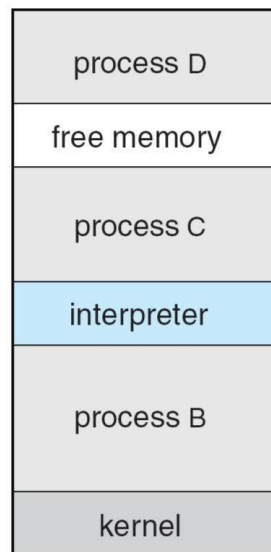 process D
free memory
process C
interpreter
process B
kernel